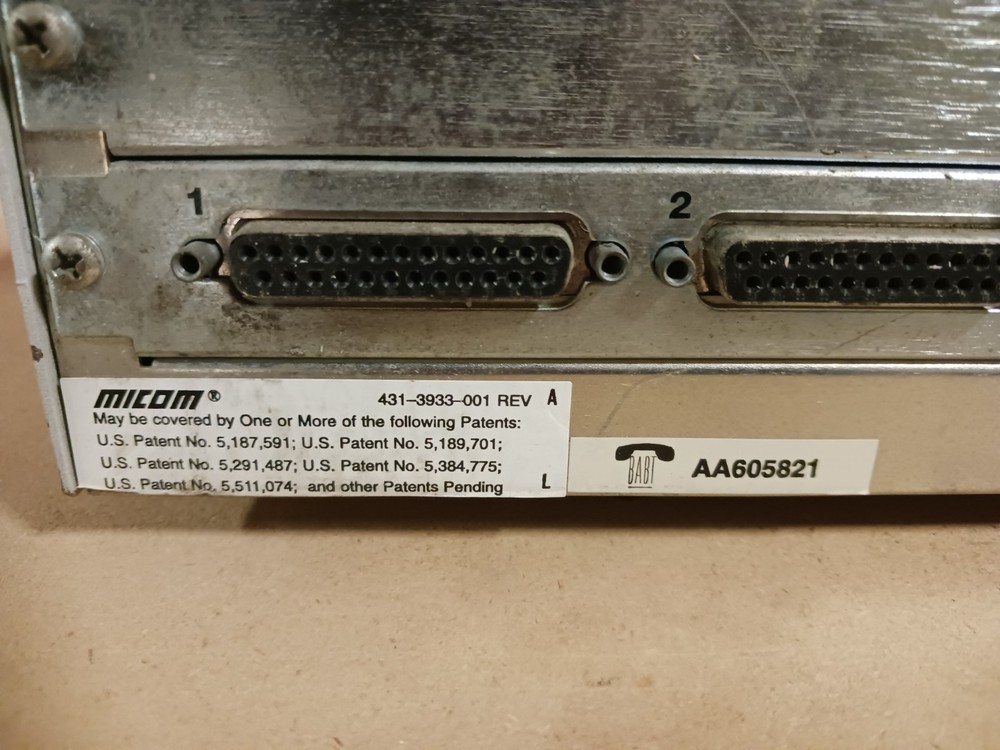 1 2
MICOM® 431-3933-001 REV A
May be covered by One or More of the following Patents:
U.S. Patent No. 5,187,591; U.S. Patent No. 5,189,701;
U.S. Patent No. 5,291,487; U.S. Patent No. 5,384,775;
U.S. Patent No. 5,511,074; and other Patents Pending L
BABT AA605821